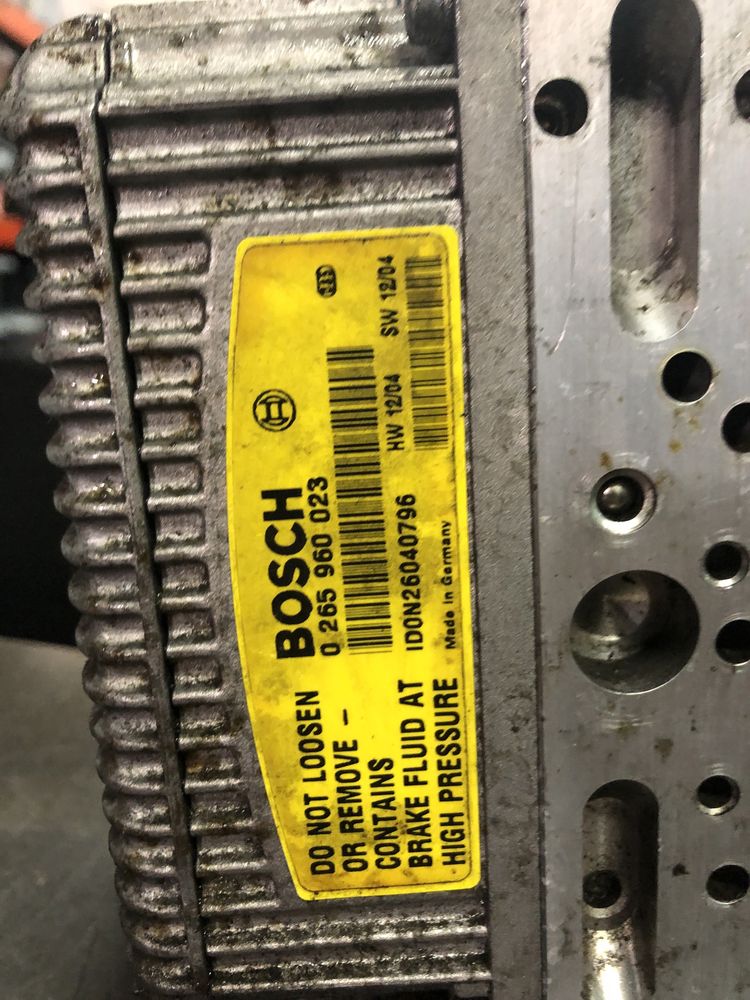 BOSCH
0 265 960 023
HW 12/04 SW 12/04
ID0N26040796
Made in Germany
DO NOT LOOSEN
OR REMOVE -
CONTAINS
BRAKE FLUID AT
HIGH PRESSURE